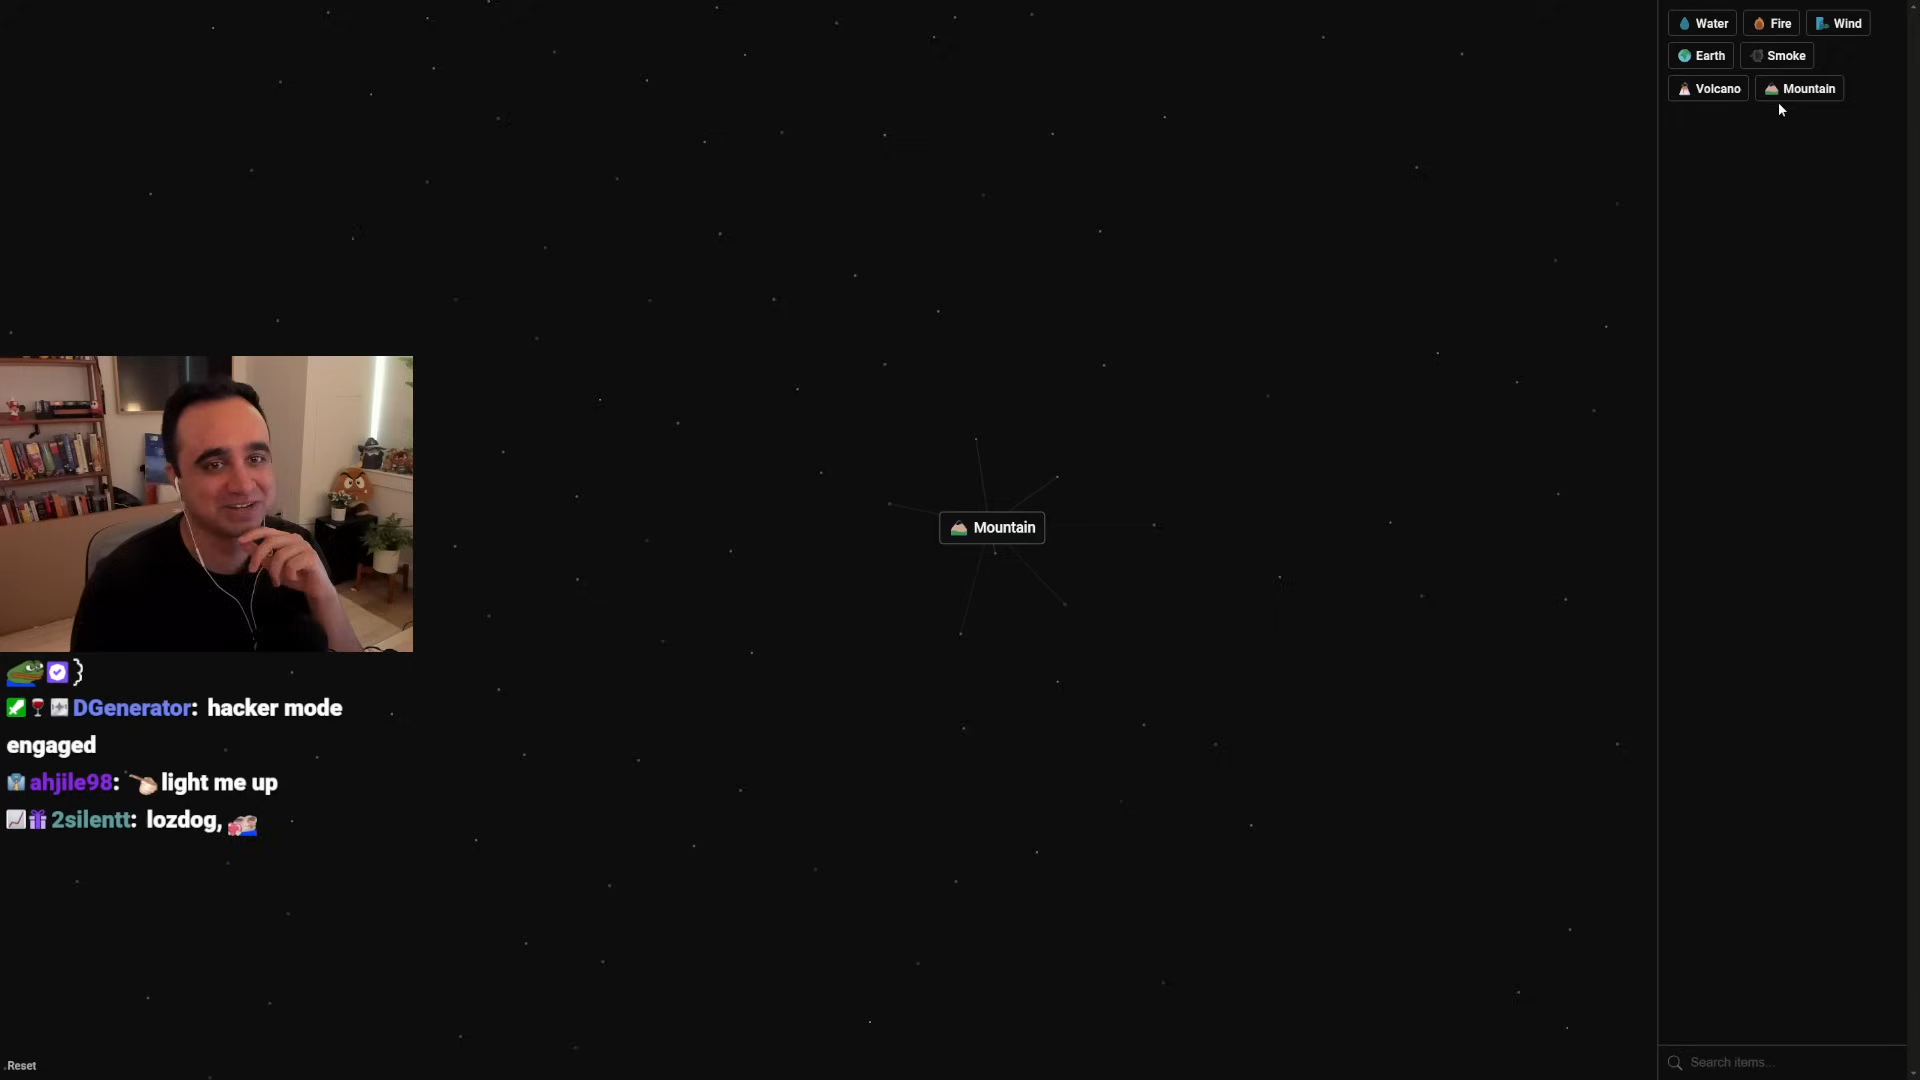 Water Fire Wind
Earth Smoke
Volcano Mountain
Mountain
}
DGenerator: hacker mode
engaged
ahjile98: light me up
2silentt: lozdog,
Reset
Search items...